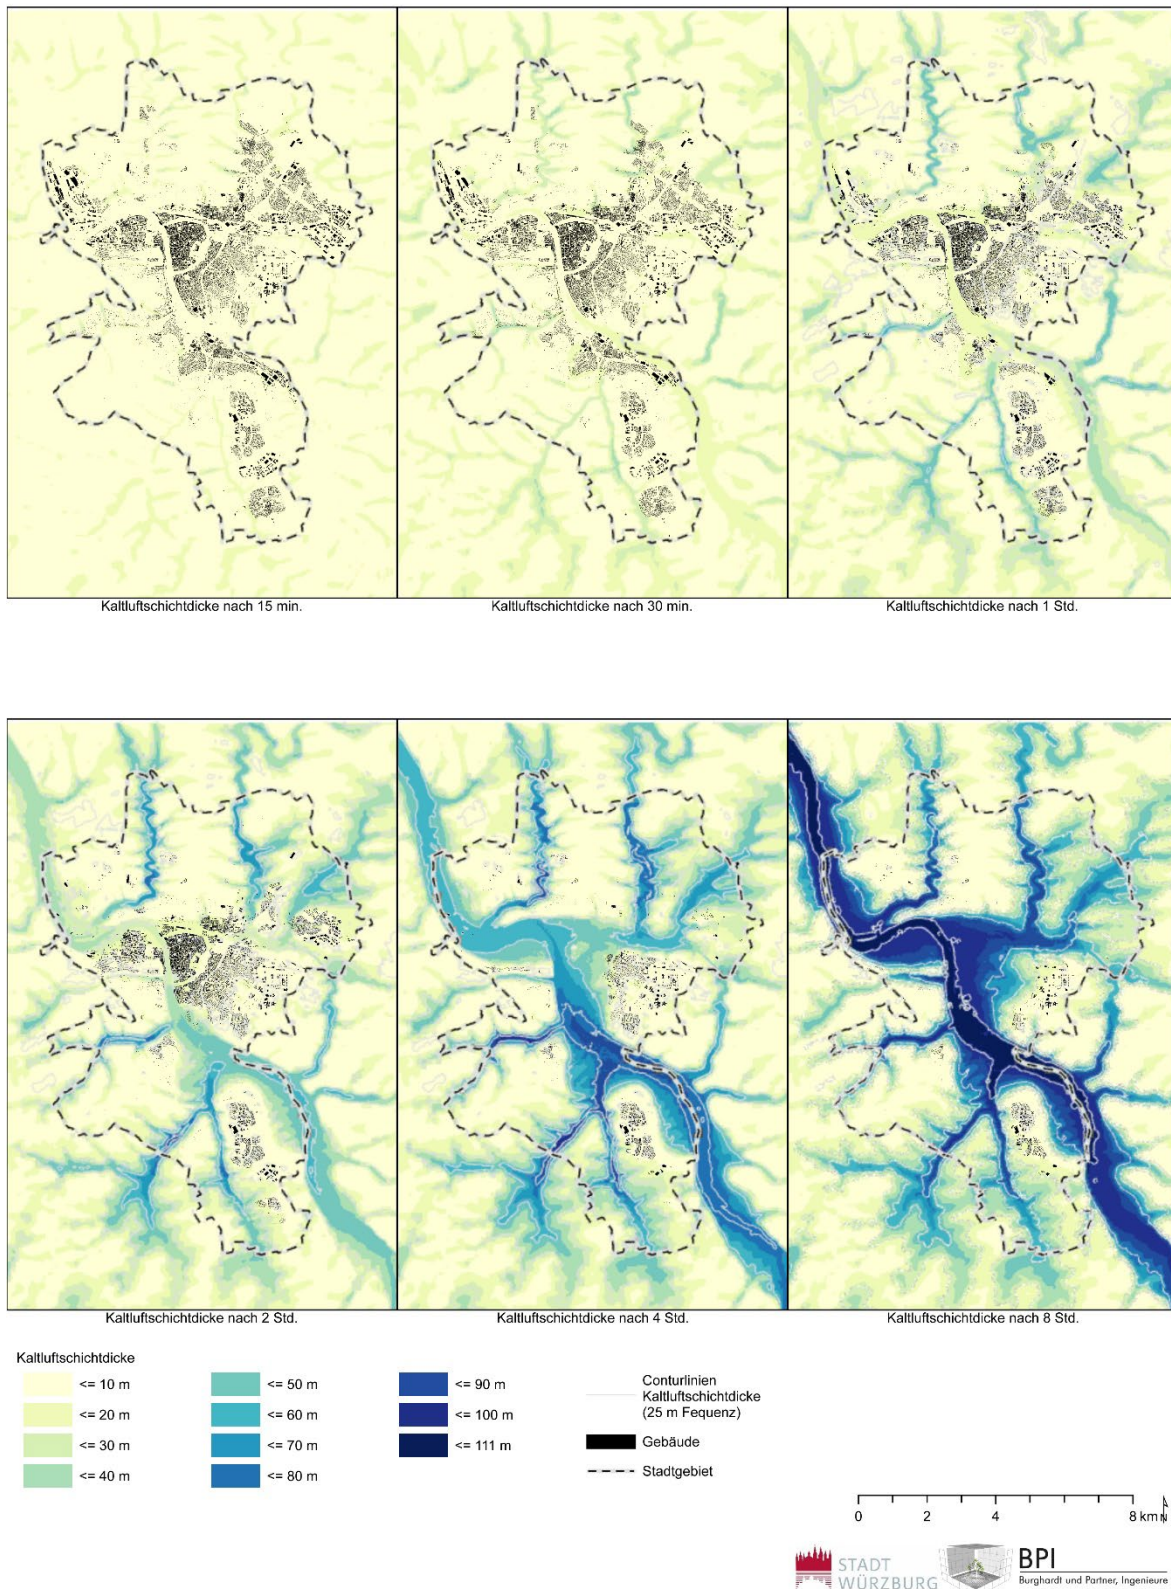 Kaltluftschichtdicke nach 15 min.
Kaltluftschichtdicke nach 30 min.
Kaltluftschichtdicke nach 1 Std.
Kaltluftschichtdicke nach 2 Std.
Kaltluftschichtdicke nach 4 Std.
Kaltluftschichtdicke nach 8 Std.
Kaltluftschichtdicke
<= 10 m
<= 20 m
<= 30 m
<= 40 m
<= 50 m
<= 60 m
<= 70 m
<= 80 m
<= 90 m
<= 100 m
<= 111 m
Conturlinien
Kaltluftschichtdicke
(25 m Fequenz)
Gebäude
Stadtgebiet
0 2 4 8 km N
STADT
WÜRZBURG
BPI
Burghardt und Partner, Ingenieure